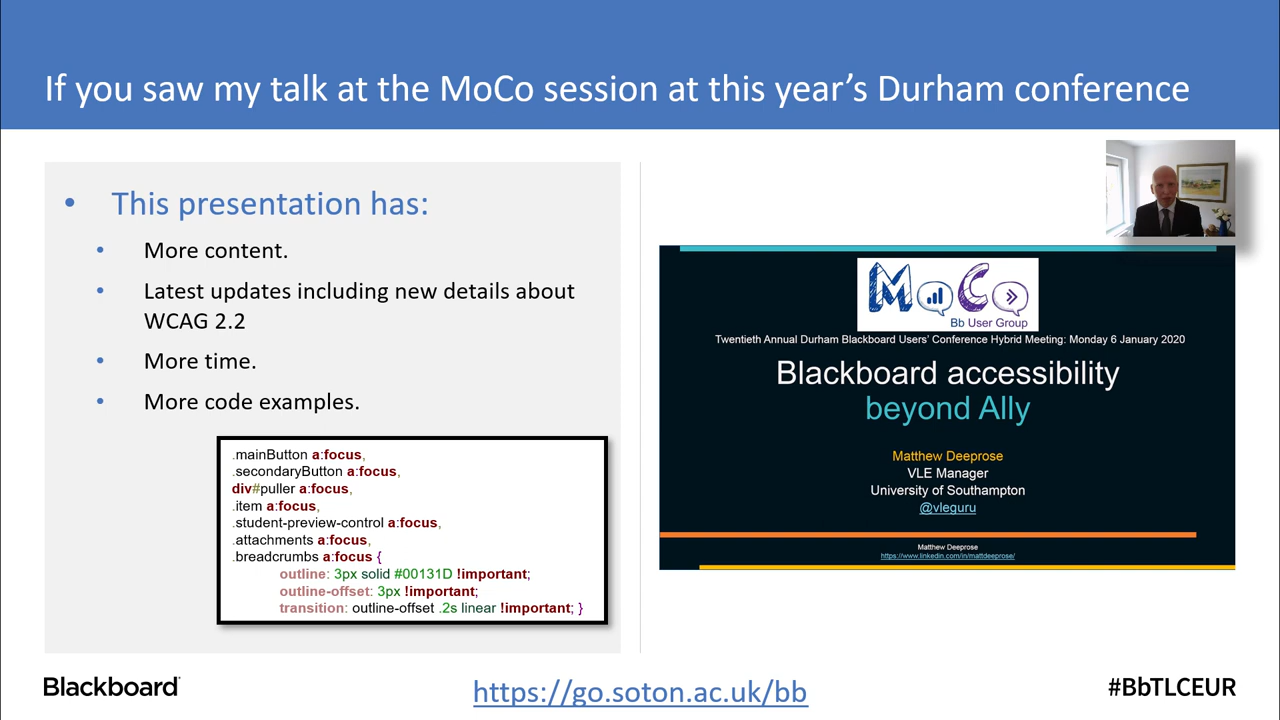 If you saw my talk at the MoCo session at this year's Durham conference
• This presentation has:
• More content.
• Latest updates including new details about
WCAG 2.2
• More time.
• More code examples.
.mainButton a:focus,
.secondaryButton a:focus,
div#puller a:focus,
.item a:focus,
.student-preview-control a:focus,
.attachments a:focus,
.breadcrumbs a:focus {
outline: 3px solid #00131D !important;
outline-offset: 3px !important;
transition: outline-offset .2s linear !important; }
MoCo
Bb User Group
Twentieth Annual Durham Blackboard Users' Conference Hybrid Meeting: Monday 6 January 2020
Blackboard accessibility
beyond Ally
Matthew Deeprose
VLE Manager
University of Southampton
@vleguru
Matthew Deeprose
https://www.linkedin.com/in/mattdeeprose/
Blackboard
https://go.soton.ac.uk/bb
#BbTLCEUR